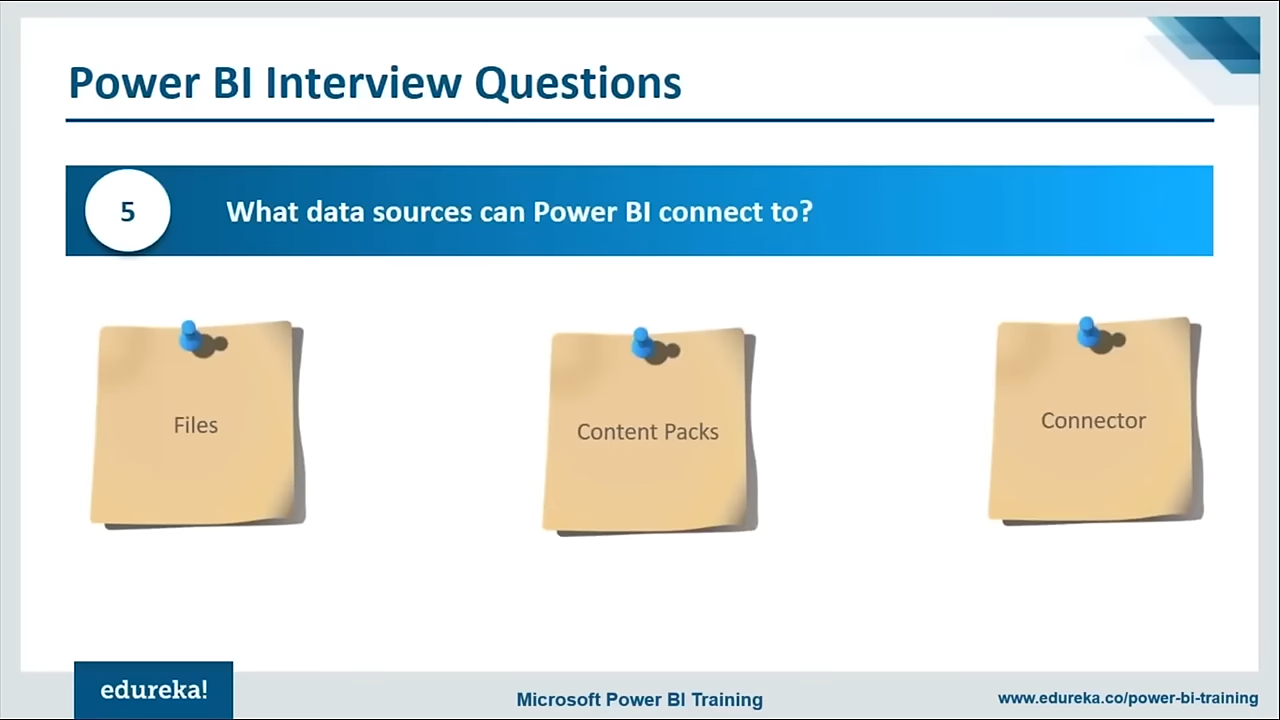 Power BI Interview Questions
5
What data sources can Power BI connect to?
Files
Content Packs
Connector
edureka!
Microsoft Power BI Training
www.edureka.co/power-bi-training